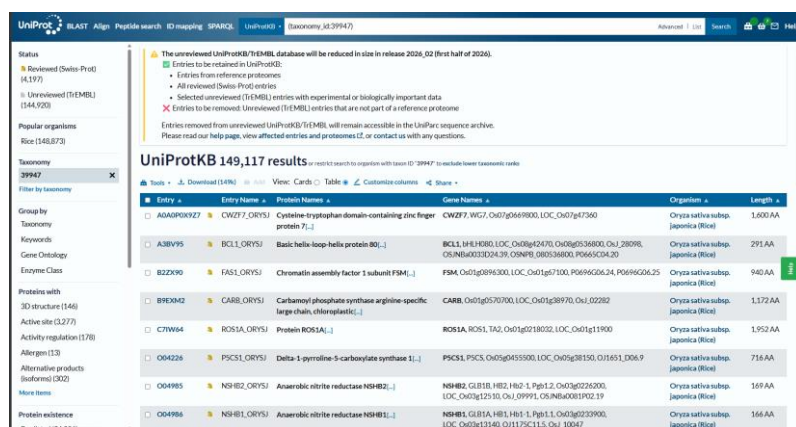 UniProt BLAST Align Peptide search ID mapping SPARQL UniProtKB (taxonomy_id:39947) Advanced | List Search Hel
Status
Reviewed (Swiss-Prot) (4,197)
Unreviewed (TrEMBL) (144,920)
Popular organisms
Rice (148,873)
Taxonomy
39947
Filter by taxonomy
Group by
Taxonomy
Keywords
Gene Ontology
Enzyme Class
Proteins with
3D structure (146)
Active site (3,277)
Activity regulation (178)
Allergen (13)
Alternative products (isoforms) (302)
More items
Protein existence
The unreviewed UniProtKB/TrEMBL database will be reduced in size in release 2026_02 (first half of 2026).
Entries to be retained in UniProtKB:
• Entries from reference proteomes
• All reviewed (Swiss-Prot) entries
• Selected unreviewed (TrEMBL) entries with experimental or biologically important data
Entries to be removed: Unreviewed (TrEMBL) entries that are not part of a reference proteome
Entries removed from unreviewed UniProtKB/TrEMBL will remain accessible in the UniParc sequence archive.
Please read our help page, view affected entries and proteomes, or contact us with any questions.
UniProtKB 149,117 results or restrict search to organism with taxon ID "39947" to exclude lower taxonomic ranks
Tools Download (149k) Add View: Cards Table Customize columns Share
Entry Entry Name Protein Names Gene Names Organism Length
A0A0P0X9Z7 CWZF7_ORYSJ Cysteine-tryptophan domain-containing zinc finger protein 7[...] CWZF7, WG7, Os07g0669800, LOC_Os07g47360 Oryza sativa subsp. japonica (Rice) 1,600 AA
A3BV95 BCL1_ORYSJ Basic helix-loop-helix protein 80[...] BCL1, bHLH080, LOC_Os08g42470, Os08g0536800, OsJ_28098, OSJNBa0033D24.39, OSNPB_080536800, P0665C04.20 Oryza sativa subsp. japonica (Rice) 291 AA
B2ZX90 FAS1_ORYSJ Chromatin assembly factor 1 subunit FSM[...] FSM, Os01g0896300, LOC_Os01g67100, P0696G06.24, P0696G06.25 Oryza sativa subsp. japonica (Rice) 940 AA
B9EXM2 CARB_ORYSJ Carbamoyl phosphate synthase arginine-specific large chain, chloroplastic[...] CARB, Os01g0570700, LOC_Os01g38970, OsJ_02282 Oryza sativa subsp. japonica (Rice) 1,172 AA
C7IW64 ROS1A_ORYSJ Protein ROS1A[...] ROS1A, ROS1, TA2, Os01g0218032, LOC_Os01g11900 Oryza sativa subsp. japonica (Rice) 1,952 AA
O04226 P5CS1_ORYSJ Delta-1-pyrroline-5-carboxylate synthase 1[...] P5CS1, P5CS, Os05g0455500, LOC_Os05g38150, OJ1651_D06.9 Oryza sativa subsp. japonica (Rice) 716 AA
O04985 NSHB2_ORYSJ Anaerobic nitrite reductase NSHB2[...] NSHB2, GLB1B, HB2, Hb2-1, Pgb1.2, Os03g0226200, LOC_Os03g12510, OsJ_09991, OSJNBa0081P02.19 Oryza sativa subsp. japonica (Rice) 169 AA
O04986 NSHB1_ORYSJ Anaerobic nitrite reductase NSHB1[...] NSHB1, GLB1A, HB1, Hb1-1, Pgb1.1, Os03g0233900, LOC_Os03g13140, OJ1175C11.5, OsJ_10047 Oryza sativa subsp. japonica (Rice) 166 AA
Help